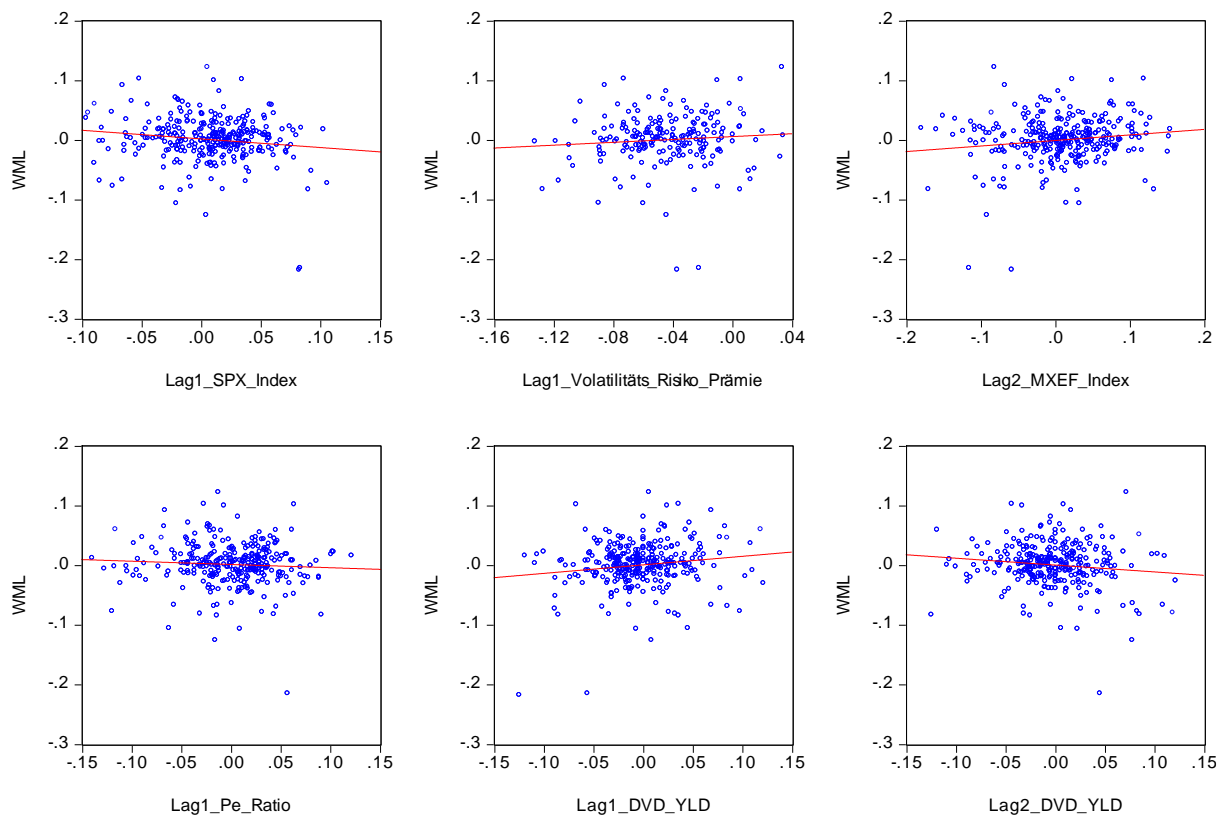 .2
.1
.0
-.1
-.2
-.3
WML
-.10 -.05 .00 .05 .10 .15
Lag1_SPX_Index
.2
.1
.0
-.1
-.2
-.3
WML
-.16 -.12 -.08 -.04 .00 .04
Lag1_Volatilitäts_Risiko_Prämie
.2
.1
.0
-.1
-.2
-.3
WML
-.2 -.1 .0 .1 .2
Lag2_MXEF_Index
.2
.1
.0
-.1
-.2
-.3
WML
-.15 -.10 -.05 .00 .05 .10 .15
Lag1_Pe_Ratio
.2
.1
.0
-.1
-.2
-.3
WML
-.15 -.10 -.05 .00 .05 .10 .15
Lag1_DVD_YLD
.2
.1
.0
-.1
-.2
-.3
WML
-.15 -.10 -.05 .00 .05 .10 .15
Lag2_DVD_YLD